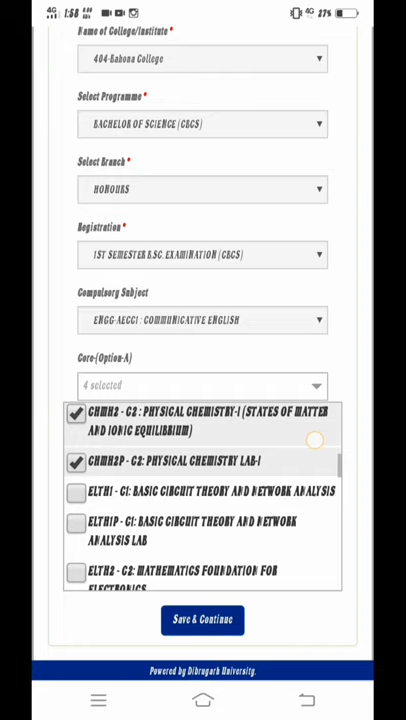 4G 1:58 4G 27%
Name of College/Institute *
404-Bahona College
Select Programme *
BACHELOR OF SCIENCE (CBCS)
Select Branch *
HONOURS
Registration *
1ST SEMESTER B.SC. EXAMINATION (CBCS)
Compulsory Subject
ENGG-AECC1 : COMMUNICATIVE ENGLISH
Core-(Option-A)
4 selected
CHMH2 - C2 : PHYSICAL CHEMISTRY-I (STATES OF MATTER
AND IONIC EQUILIBRIUM)
CHMH2P - C2: PHYSICAL CHEMISTRY LAB-I
ELTH1 - C1: BASIC CIRCUIT THEORY AND NETWORK ANALYSIS
ELTH1P - C1: BASIC CIRCUIT THEORY AND NETWORK
ANALYSIS LAB
ELTH2 - C2: MATHEMATICS FOUNDATION FOR
ELECTRONICS
Save & Continue
Powered by Dibrugarh University.